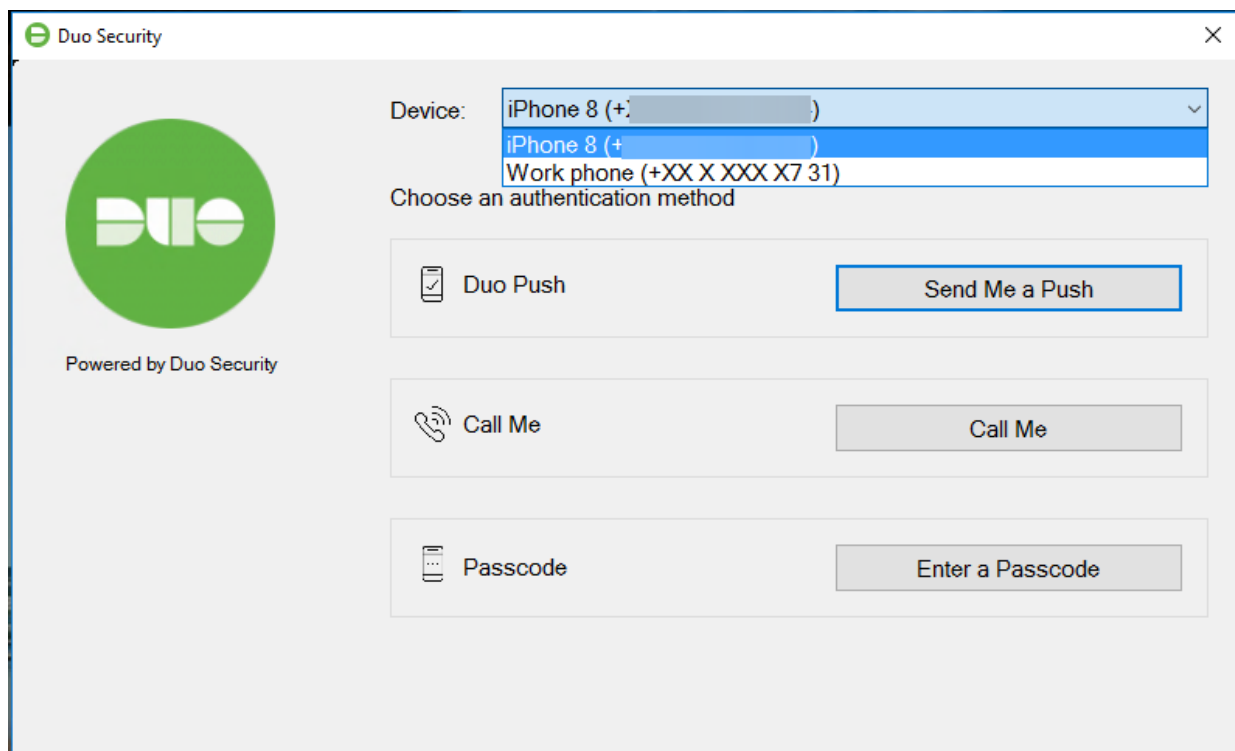 Duo Security
Device:
iPhone 8 (+
)
iPhone 8 (+
)
Work phone (+XX X XXX X7 31)
Choose an authentication method
DUO
Powered by Duo Security
Duo Push
Send Me a Push
Call Me
Call Me
Passcode
Enter a Passcode